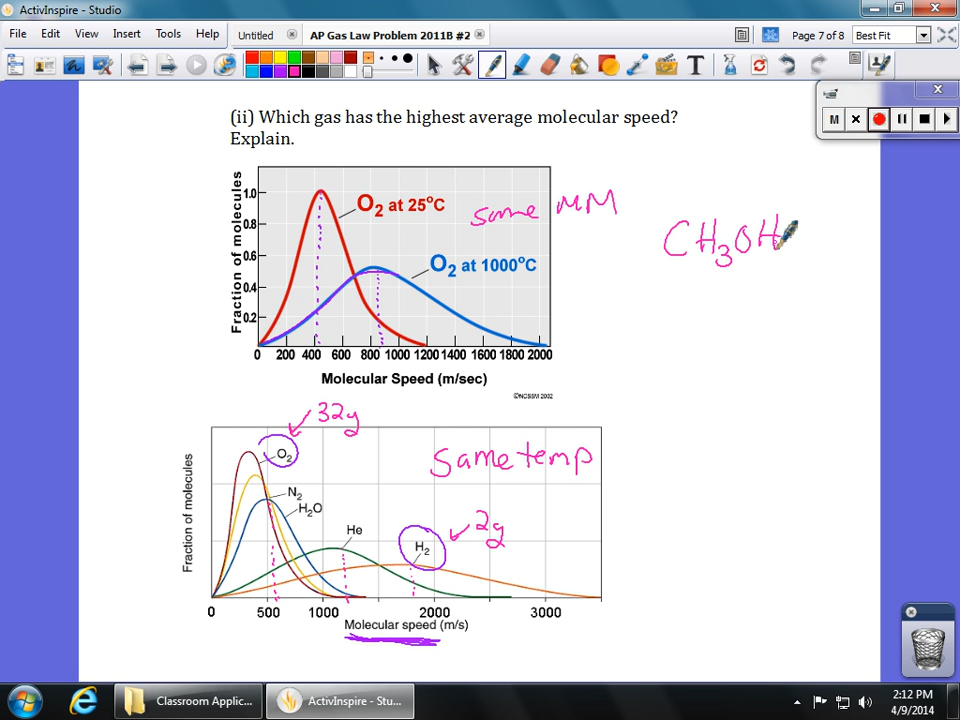 ActivInspire - Studio
File Edit View Insert Tools Help Untitled AP Gas Law Problem 2011B #2 Page 7 of 8 Best Fit
(ii) Which gas has the highest average molecular speed?
Explain.
M
Fraction of molecules
1.0
0.8
0.6
0.4
0.2
O2 at 25°C
same MM
O2 at 1000°C
CH3OH
0 200 400 600 800 1000 1200 1400 1600 1800 2000
Molecular Speed (m/sec)
©NCSSM 2002
32g
Same temp
Fraction of molecules
O2
N2
H2O
He
H2
2g
0 500 1000 2000 3000
Molecular speed (m/s)
Classroom Applic...
ActivInspire - Stu...
2:12 PM
4/9/2014